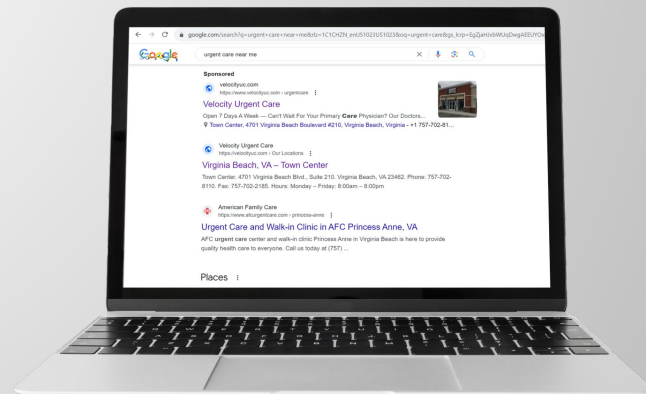 google.com/search?q=urgent+care+near+me&rlz=1C1CHZN_enUS1023US1023&oq=urgent+care&gs_lcrp=EgZjaHJvbWUqDwgAEEUYOx
Google
urgent care near me
Sponsored
velocityuc.com
https://www.velocityuc.com › urgentcare
Velocity Urgent Care
Open 7 Days A Week — Can't Wait For Your Primary Care Physician? Our Doctors...
Town Center, 4701 Virginia Beach Boulevard #210, Virginia Beach, Virginia - +1 757-702-81...
Velocity Urgent Care
https://velocityuc.com › Our Locations
Virginia Beach, VA – Town Center
Town Center. 4701 Virginia Beach Blvd., Suite 210. Virginia Beach, VA 23462. Phone: 757-702-
8110. Fax: 757-702-2185. Hours: Monday – Friday: 8:00am – 8:00pm
American Family Care
https://www.afcurgentcare.com › princess-anne
Urgent Care and Walk-in Clinic in AFC Princess Anne, VA
AFC urgent care center and walk-in clinic Princess Anne in Virginia Beach is here to provide
quality health care to everyone. Call us today at (757) ...
Places